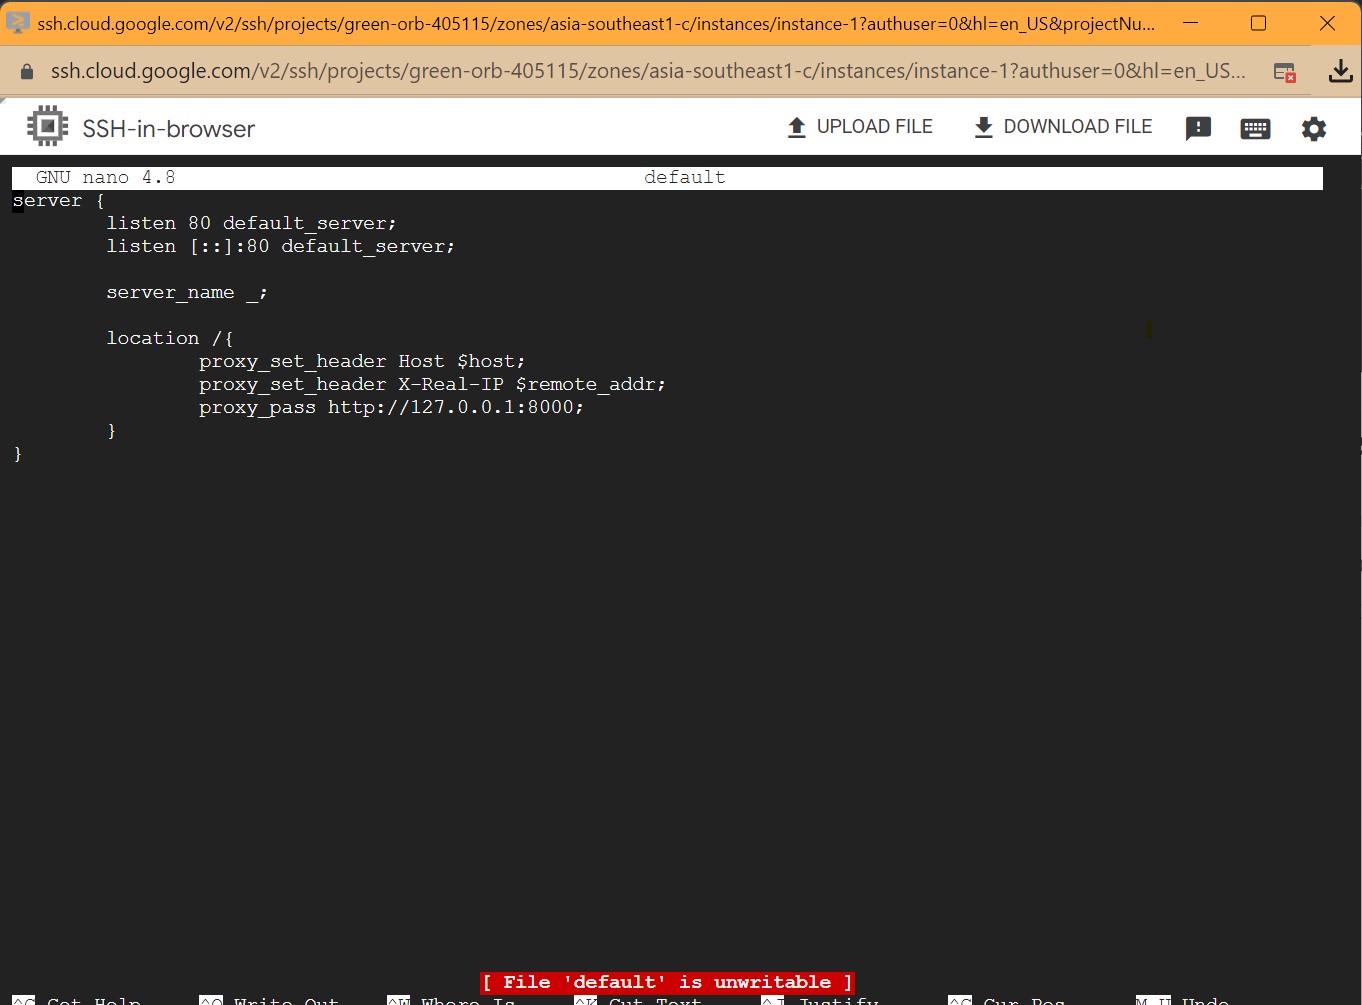 ssh.cloud.google.com/v2/ssh/projects/green-orb-405115/zones/asia-southeast1-c/instances/instance-1?authuser=0&hl=en_US&projectNu...
ssh.cloud.google.com/v2/ssh/projects/green-orb-405115/zones/asia-southeast1-c/instances/instance-1?authuser=0&hl=en_US...
SSH-in-browser UPLOAD FILE DOWNLOAD FILE
GNU nano 4.8 default
server {
listen 80 default_server;
listen [::]:80 default_server;
server_name _;
location /{
proxy_set_header Host $host;
proxy_set_header X-Real-IP $remote_addr;
proxy_pass http://127.0.0.1:8000;
}
}
[ File 'default' is unwritable ]
^G Get Help ^O Write Out ^W Where Is ^K Cut Text ^J Justify ^C Cur Pos M-U Undo